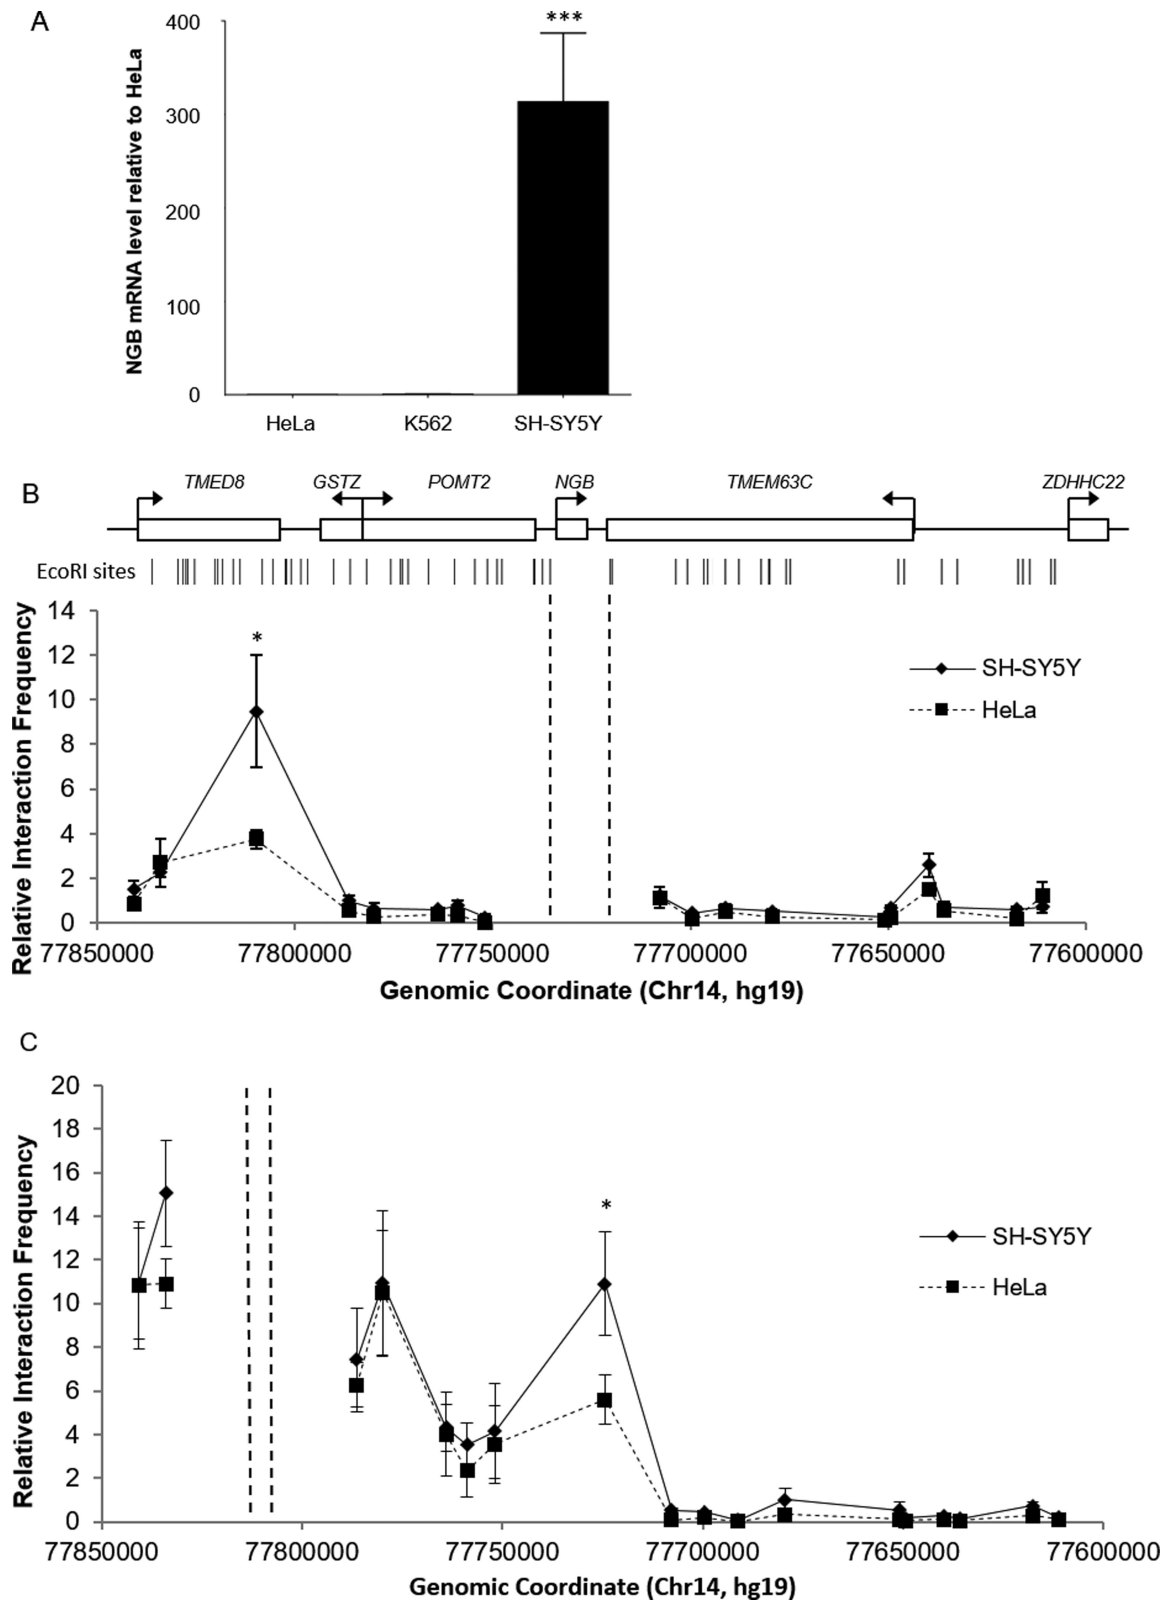 A
NGB mRNA level relative to HeLa
400
300
200
100
0
***
HeLa K562 SH-SY5Y
B
TMED8 GSTZ POMT2 NGB TMEM63C ZDHHC22
EcoRI sites
Relative Interaction Frequency
14
12
10
8
6
4
2
0
*
SH-SY5Y
HeLa
77850000 77800000 77750000 77700000 77650000 77600000
Genomic Coordinate (Chr14, hg19)
C
Relative Interaction Frequency
20
18
16
14
12
10
8
6
4
2
0
*
SH-SY5Y
HeLa
77850000 77800000 77750000 77700000 77650000 77600000
Genomic Coordinate (Chr14, hg19)